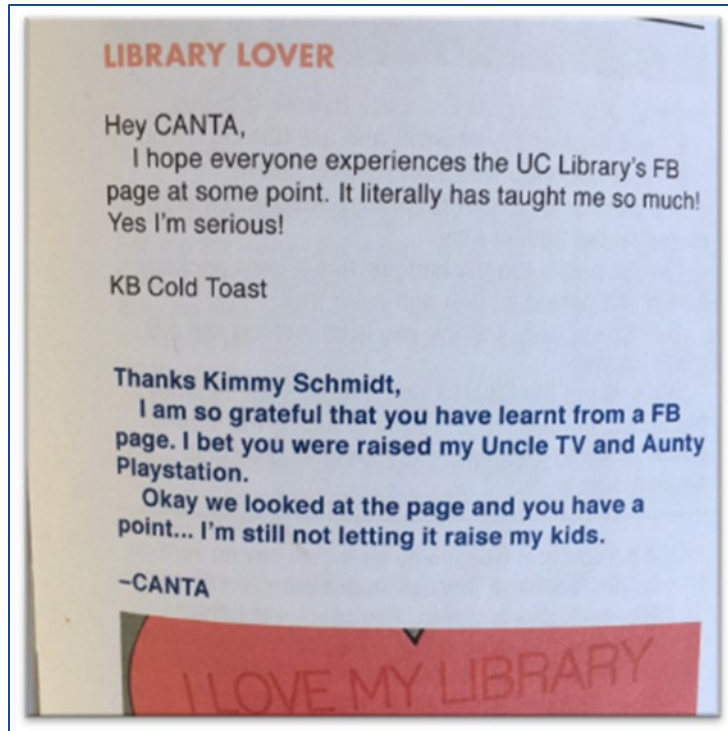 LIBRARY LOVER
Hey CANTA,
I hope everyone experiences the UC Library's FB
page at some point. It literally has taught me so much!
Yes I'm serious!
KB Cold Toast
Thanks Kimmy Schmidt,
I am so grateful that you have learnt from a FB
page. I bet you were raised my Uncle TV and Aunty
Playstation.
Okay we looked at the page and you have a
point... I'm still not letting it raise my kids.
–CANTA
I LOVE MY LIBRARY